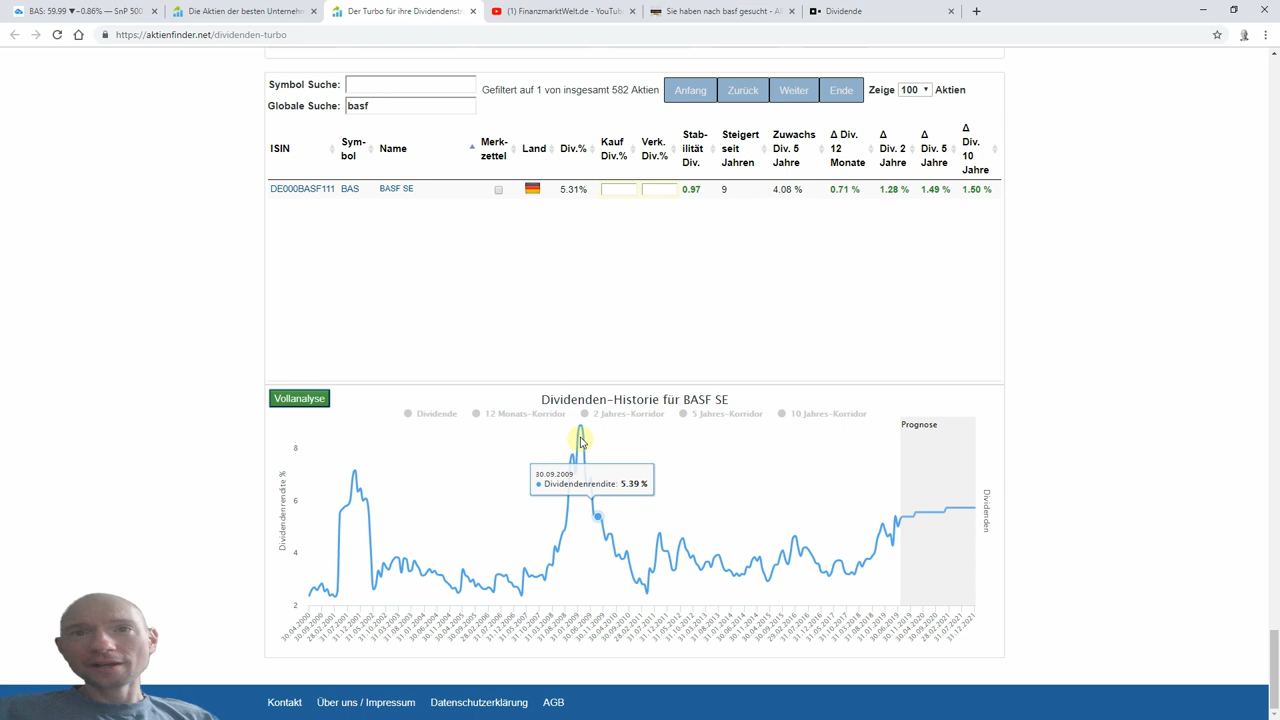 BAS: 59.99 ▼−0.86% — SnP 500
Die Aktien der besten Unternehm
Der Turbo für ihre Dividendenstr
(1) FinanzmarktWelt.de - YouTub
Sie haben nach basf gesucht - Al
Dividende
https://aktienfinder.net/dividenden-turbo
Symbol Suche:
Globale Suche: basf
Gefiltert auf 1 von insgesamt 582 Aktien
Anfang Zurück Weiter Ende
Zeige 100 Aktien
ISIN
Sym-
bol
Name
Merk-
zettel
Land
Div.%
Kauf
Div.%
Verk.
Div.%
Stab-
ilität
Div.
Steigert
seit
Jahren
Zuwachs
Div. 5
Jahre
Δ Div.
12
Monate
Δ
Div. 2
Jahre
Δ
Div. 5
Jahre
Δ
Div.
10
Jahre
DE000BASF111 BAS BASF SE 5.31% 0.97 9 4.08 % 0.71 % 1.28 % 1.49 % 1.50 %
Vollanalyse
Dividenden-Historie für BASF SE
Dividende 12 Monats-Korridor 2 Jahres-Korridor 5 Jahres-Korridor 10 Jahres-Korridor
Prognose
Dividendenrendite %
8
6
4
2
30.09.2009
Dividendenrendite: 5.39 %
Dividenden
Kontakt Über uns / Impressum Datenschutzerklärung AGB